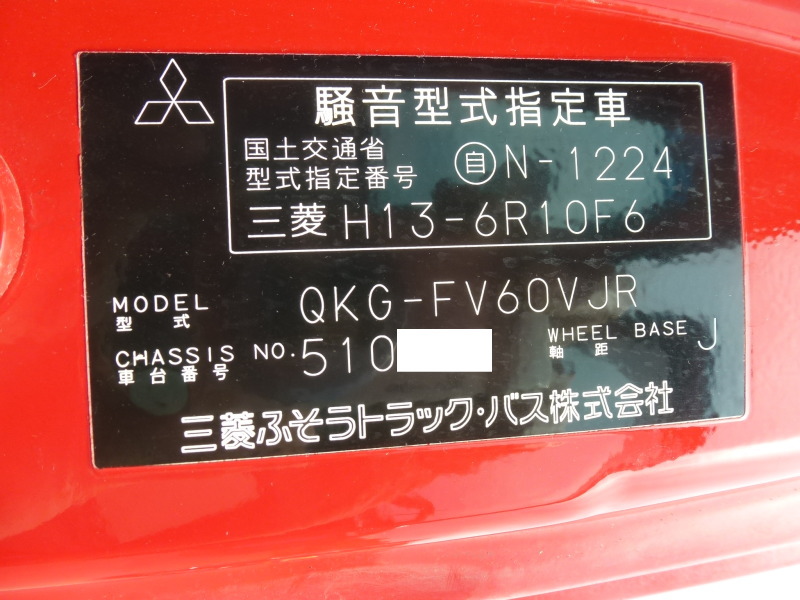 騒音型式指定車
国土交通省
型式指定番号 自N-1224
三菱 H13-6R10F6
MODEL
型式 QKG-FV60VJR
CHASSIS NO. 510
車台番号
WHEEL BASE J
軸距
三菱ふそうトラック・バス株式会社